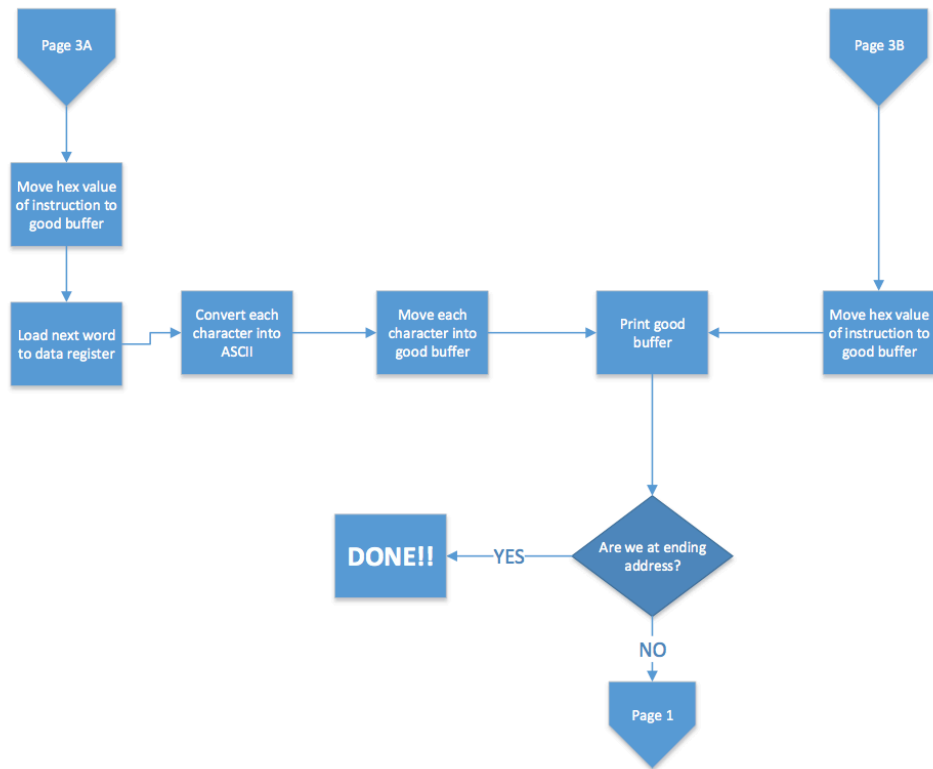 Page 3A
Page 3B
Move hex value
of instruction to
good buffer
Load next word
to data register
Convert each
character into
ASCII
Move each
character into
good buffer
Print good
buffer
Move hex value
of instruction to
good buffer
DONE!!
YES
Are we at ending
address?
NO
Page 1